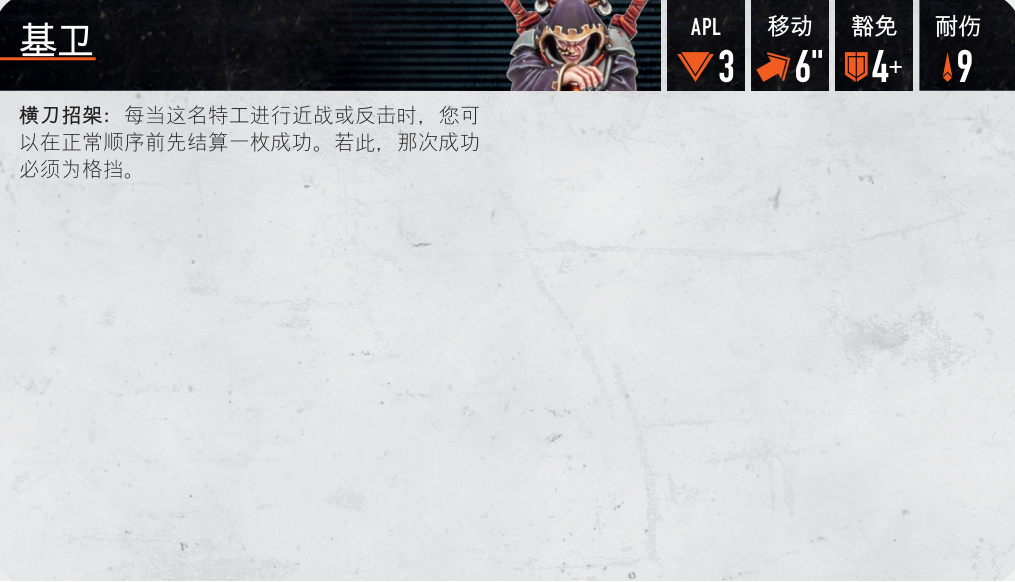 基卫
APL
3
移动
6"
豁免
4+
耐伤
9
横刀招架：每当这名特工进行近战或反击时，您可
以在正常顺序前先结算一枚成功。若此，那次成功
必须为格挡。